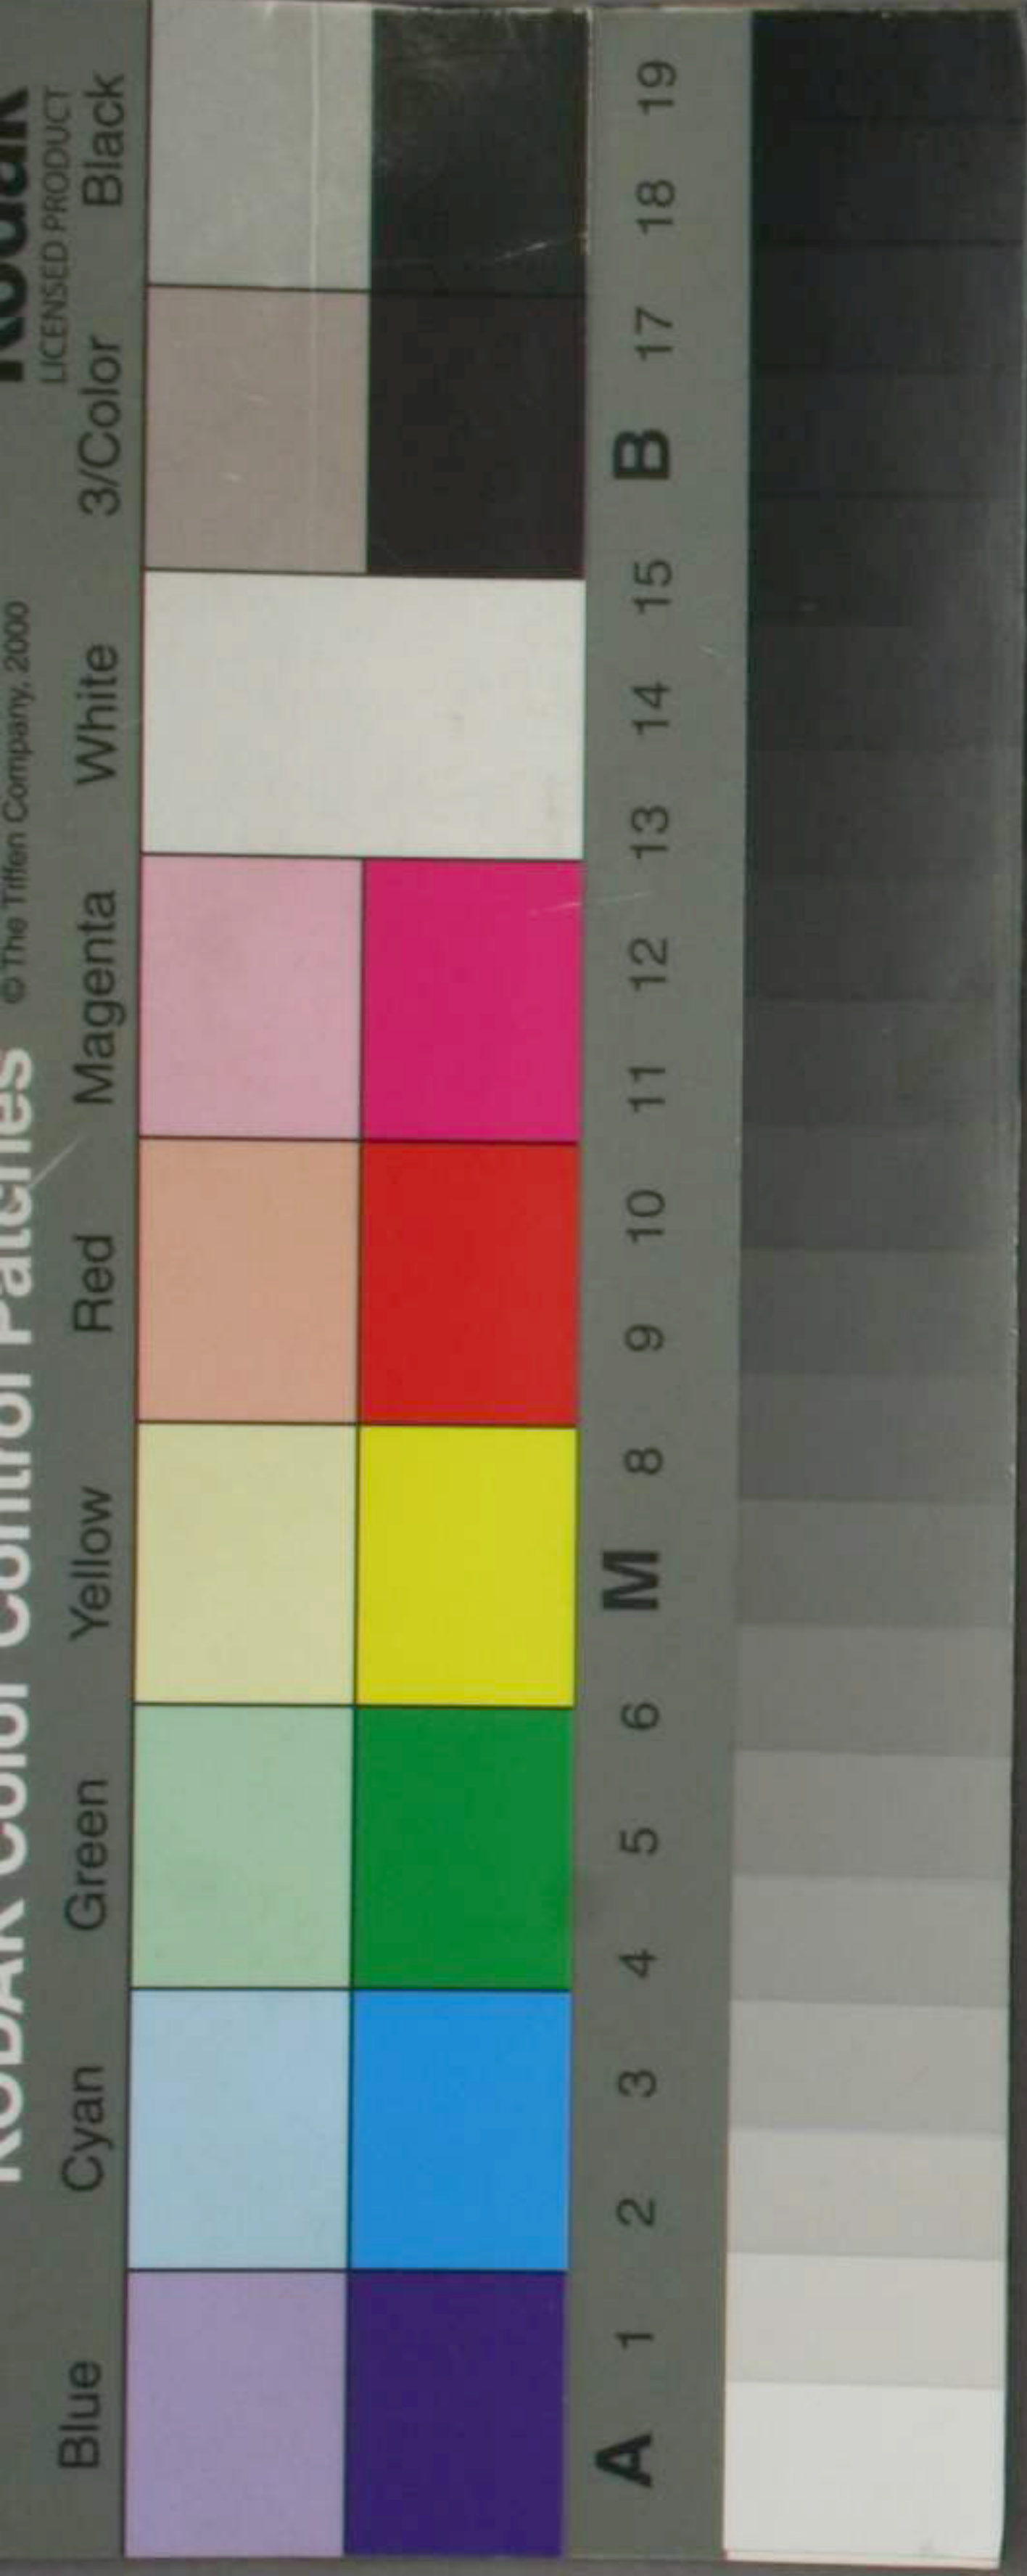 KODAK Color Control Patches © The Tiffen Company, 2000 Kodak
LICENSED PRODUCT
Blue Cyan Green Yellow Red Magenta White 3/Color Black
A 1 2 3 4 5 6 M 8 9 10 11 12 13 14 15 B 17 18 19